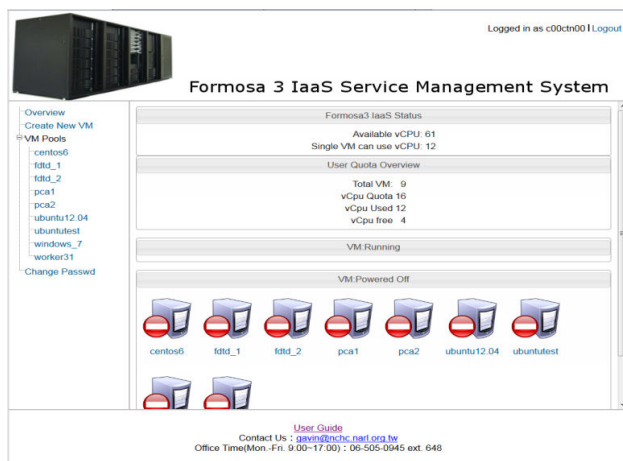 Logged in as c00ctn00 | Logout
Formosa 3 IaaS Service Management System
Overview
Create New VM
VM Pools
centos6
fdtd_1
fdtd_2
pca1
pca2
ubuntu12.04
ubuntutest
windows_7
worker31
Change Passwd
Formosa3 IaaS Status
Available vCPU: 61
Single VM can use vCPU: 12
User Quota Overview
Total VM: 9
vCpu Quota 16
vCpu Used 12
vCpu free 4
VM:Running
VM:Powered Off
centos6 fdtd_1 fdtd_2 pca1 pca2 ubuntu12.04 ubuntutest
User Guide
Contact Us : gavin@nchc.narl.org.tw
Office Time(Mon.-Fri. 9:00~17:00) : 06-505-0945 ext. 648